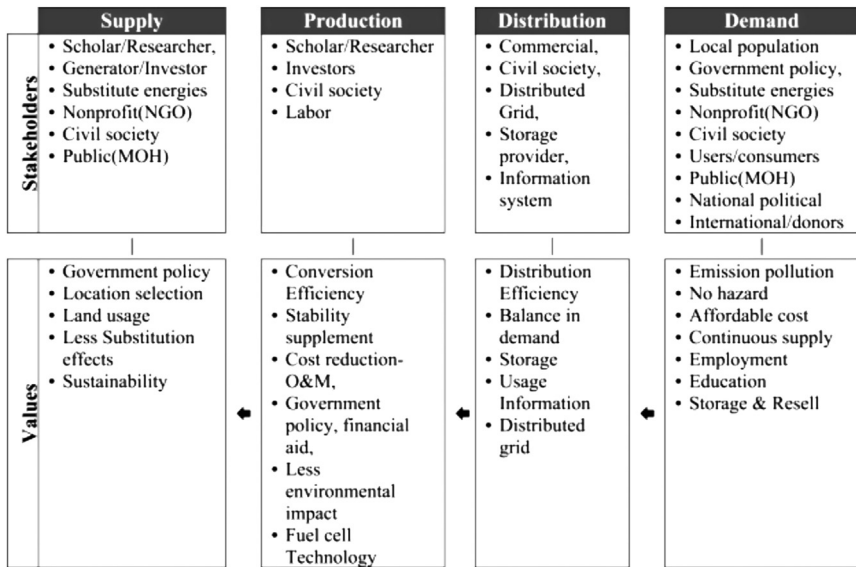 Supply
Production
Distribution
Demand
Stakeholders
• Scholar/Researcher,
• Generator/Investor
• Substitute energies
• Nonprofit(NGO)
• Civil society
• Public(MOH)
• Scholar/Researcher
• Investors
• Civil society
• Labor
• Commercial,
• Civil society,
• Distributed
Grid,
• Storage
provider,
• Information
system
• Local population
• Government policy,
• Substitute energies
• Nonprofit(NGO)
• Civil society
• Users/consumers
• Public(MOH)
• National political
• International/donors
Values
• Government policy
• Location selection
• Land usage
• Less Substitution
effects
• Sustainability
• Conversion
Efficiency
• Stability
supplement
• Cost reduction-
O&M,
• Government
policy, financial
aid,
• Less
environmental
impact
• Fuel cell
Technology
• Distribution
Efficiency
• Balance in
demand
• Storage
• Usage
Information
• Distributed
grid
• Emission pollution
• No hazard
• Affordable cost
• Continuous supply
• Employment
• Education
• Storage & Resell